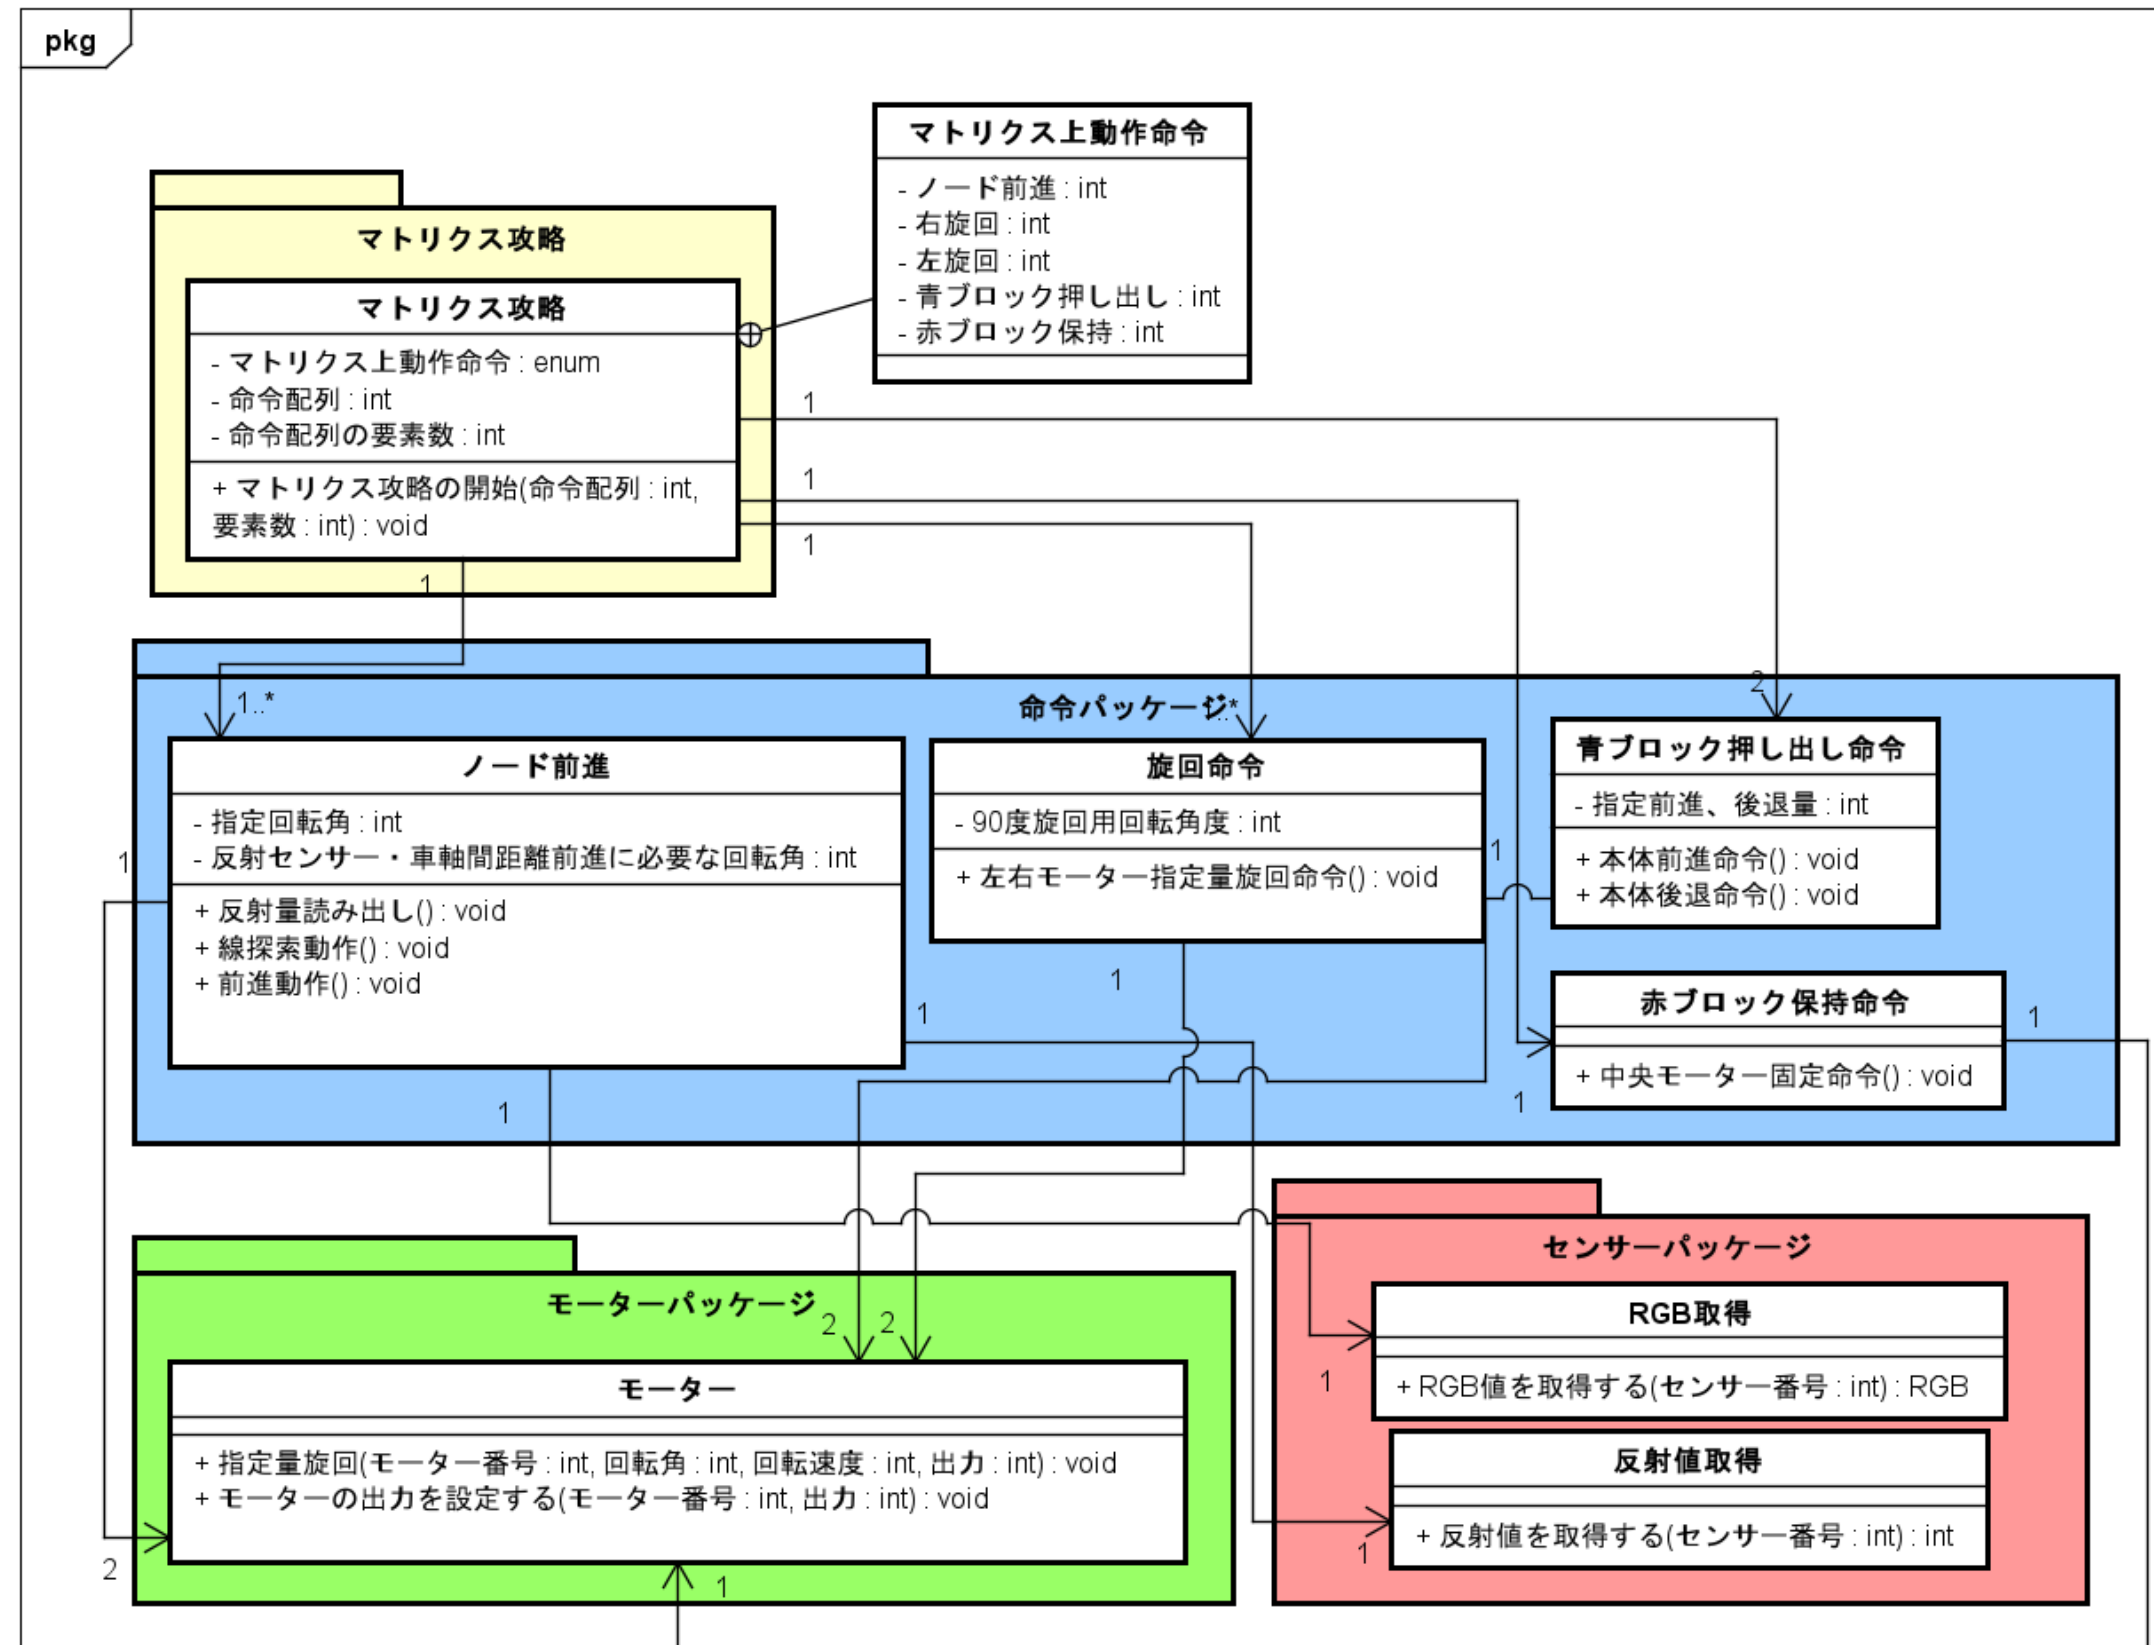 pkg
マトリクス上動作命令
- ノード前進 : int
- 右旋回 : int
- 左旋回 : int
- 青ブロック押し出し : int
- 赤ブロック保持 : int
マトリクス攻略
マトリクス攻略
- マトリクス上動作命令 : enum
- 命令配列 : int
- 命令配列の要素数 : int
+ マトリクス攻略の開始(命令配列 : int,
要素数 : int) : void
1
1
1
1
命令パッケージ
1..*
2
ノード前進
- 指定回転角 : int
- 反射センサー・車軸間距離前進に必要な回転角 : int
+ 反射量読み出し() : void
+ 線探索動作() : void
+ 前進動作() : void
1
1
1
旋回命令
- 90度旋回用回転角度 : int
+ 左右モーター指定量旋回命令() : void
1
1
青ブロック押し出し命令
- 指定前進、後退量 : int
+ 本体前進命令() : void
+ 本体後退命令() : void
赤ブロック保持命令
+ 中央モーター固定命令() : void
1
1
モーターパッケージ
2
2
モーター
+ 指定量旋回(モーター番号 : int, 回転角 : int, 回転速度 : int, 出力 : int) : void
+ モーターの出力を設定する(モーター番号 : int, 出力 : int) : void
2
1
センサーパッケージ
RGB取得
+ RGB値を取得する(センサー番号 : int) : RGB
1
反射値取得
+ 反射値を取得する(センサー番号 : int) : int
1